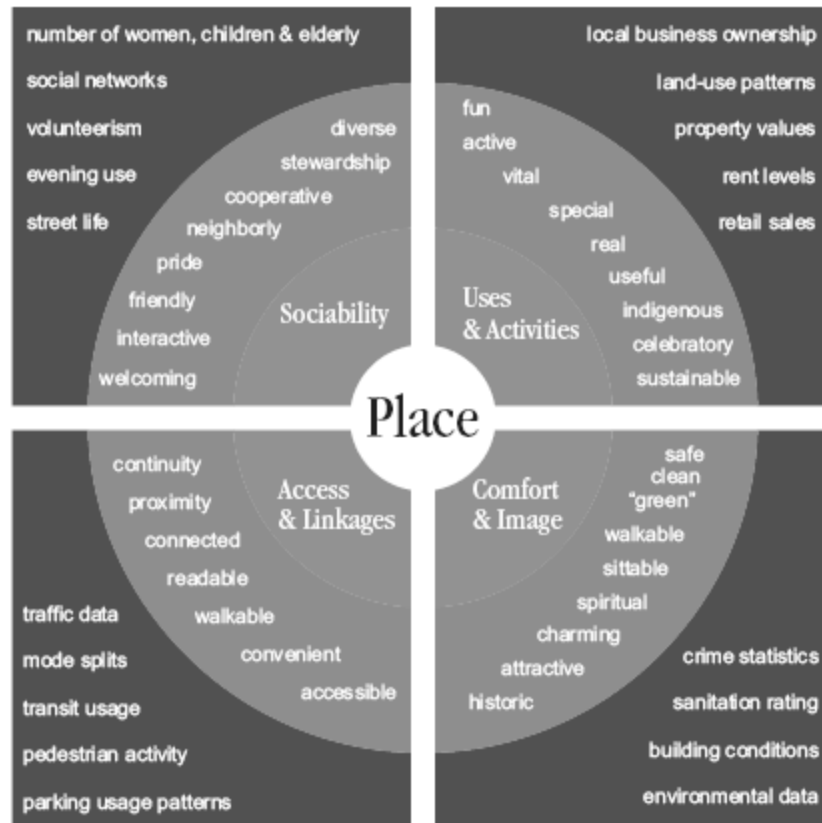 number of women, children & elderly
social networks
volunteerism
evening use
street life
diverse
stewardship
cooperative
neighborly
pride
friendly
interactive
welcoming
Sociability
local business ownership
land-use patterns
property values
rent levels
retail sales
fun
active
vital
special
real
useful
indigenous
celebratory
sustainable
Uses
& Activities
Place
continuity
proximity
connected
readable
walkable
convenient
accessible
Access
& Linkages
traffic data
mode splits
transit usage
pedestrian activity
parking usage patterns
Comfort
& Image
safe
clean
"green"
walkable
sittable
spiritual
charming
attractive
historic
crime statistics
sanitation rating
building conditions
environmental data